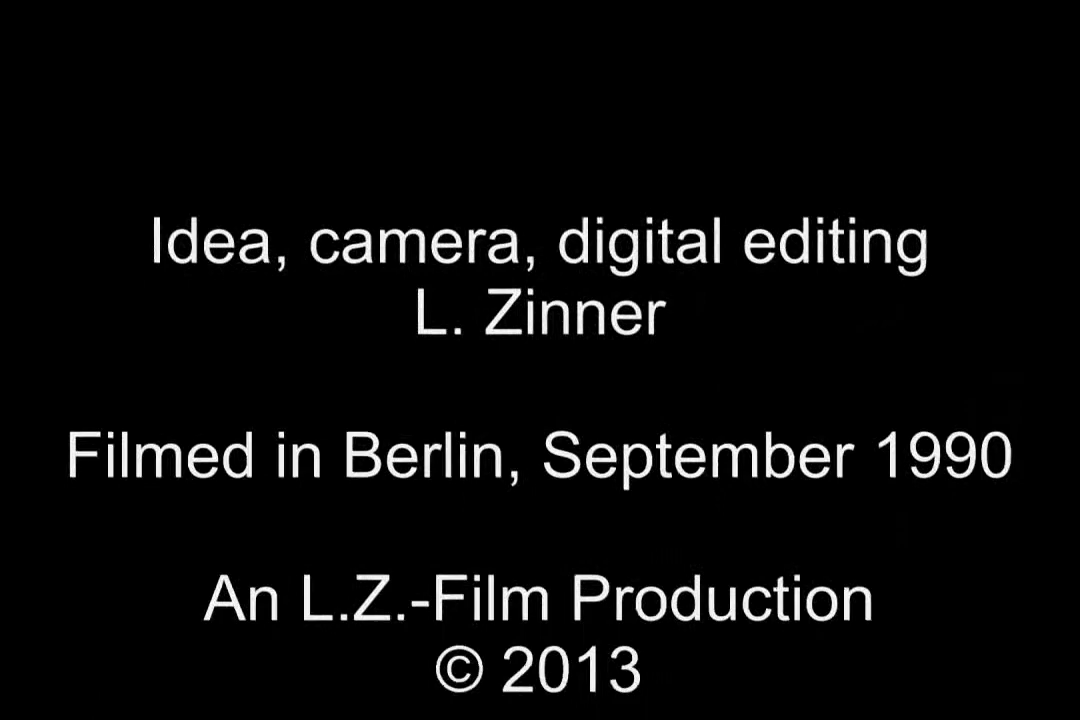 Idea, camera, digital editing
L. Zinner
Filmed in Berlin, September 1990
An L.Z.-Film Production
© 2013